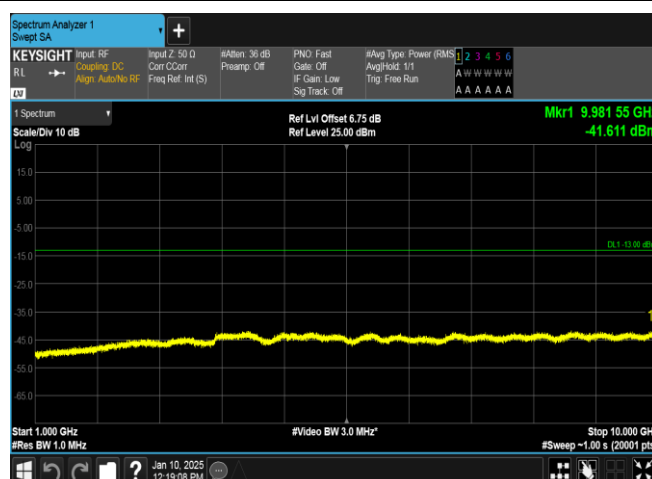 Spectrum Analyzer 1
Swept SA
+
KEYSIGHT
RL
LXI
Input: RF
Coupling: DC
Align: Auto/No RF
Input Z: 50 Ω
Corr CCorr
Freq Ref: Int (S)
#Atten: 36 dB
Preamp: Off
PNO: Fast
Gate: Off
IF Gain: Low
Sig Track: Off
#Avg Type: Power (RMS
Avg|Hold: 1/1
Trig: Free Run
1 2 3 4 5 6
A W W W W W
A A A A A A
1 Spectrum
Scale/Div 10 dB
Log
Ref Lvl Offset 6.75 dB
Ref Level 25.00 dBm
Mkr1 9.981 55 GH
-41.611 dBm
15.0
5.00
-5.00
DL1 -13.00 dB
-15.0
-25.0
-35.0
1
-45.0
-55.0
-65.0
Start 1.000 GHz
#Res BW 1.0 MHz
#Video BW 3.0 MHz*
Stop 10.000 GH
#Sweep ~1.00 s (20001 pts
?
Jan 10, 2025
12:19:08 PM